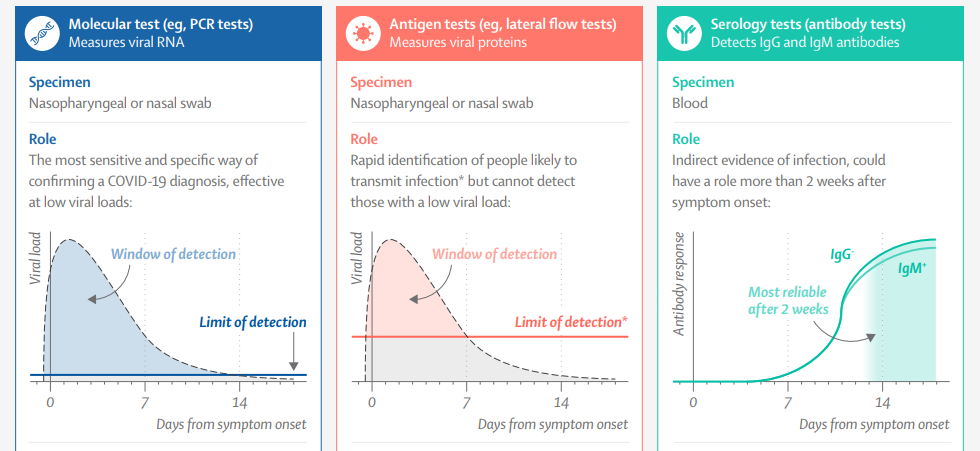 Molecular test (eg, PCR tests)
Measures viral RNA
Specimen
Nasopharyngeal or nasal swab
Role
The most sensitive and specific way of
confirming a COVID-19 diagnosis, effective
at low viral loads:
Viral load
Window of detection
Limit of detection
0 7 14
Days from symptom onset
Antigen tests (eg, lateral flow tests)
Measures viral proteins
Specimen
Nasopharyngeal or nasal swab
Role
Rapid identification of people likely to
transmit infection* but cannot detect
those with a low viral load:
Viral load
Window of detection
Limit of detection*
0 7 14
Days from symptom onset
Serology tests (antibody tests)
Detects IgG and IgM antibodies
Specimen
Blood
Role
Indirect evidence of infection, could
have a role more than 2 weeks after
symptom onset:
Antibody response
IgG
IgM⁺
Most reliable
after 2 weeks
0 7 14
Days from symptom onset